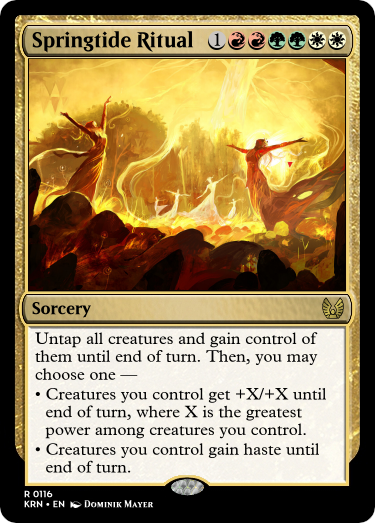 Springtide Ritual 1
Sorcery
Untap all creatures and gain control of
them until end of turn. Then, you may
choose one —
• Creatures you control get +X/+X until
end of turn, where X is the greatest
power among creatures you control.
• Creatures you control gain haste until
end of turn.
R 0116
KRN • EN Dominik Mayer